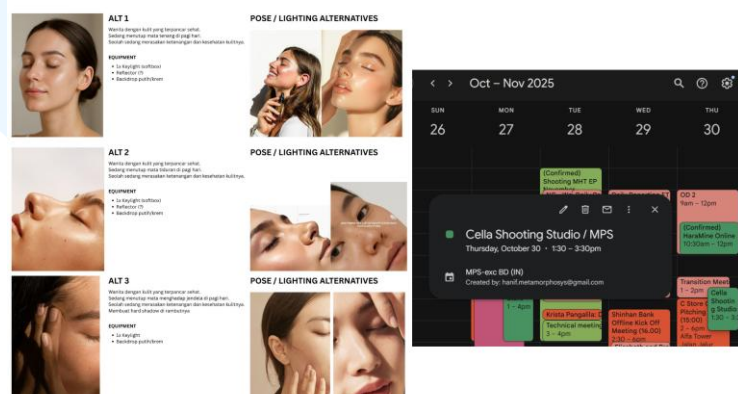 ALT 1
Wanita dengan kulit yang terpancar sehat.
Sedang menutup mata tenang di pagi hari.
Seolah sedang merasakan ketenangan dan kesehatan kulitnya.
EQUIPMENT
1x Keylight (softbox)
Reflector (?)
Backdrop putih/krem
POSE / LIGHTING ALTERNATIVES
ALT 2
Wanita dengan kulit yang terpancar sehat.
Sedang menutup mata tiduran di pagi hari.
Seolah sedang merasakan ketenangan dan kesehatan kulitnya.
EQUIPMENT
1x Keylight (softbox)
Reflector (?)
Backdrop putih/krem
POSE / LIGHTING ALTERNATIVES
ALT 3
Wanita dengan kulit yang terpancar sehat.
Sedang menutup mata menghadap jendela di pagi hari.
Seolah sedang merasakan ketenangan dan kesehatan kulitnya.
Membuat hard shadow di rambutnya
EQUIPMENT
1x Keylight
Backdrop putih/krem
POSE / LIGHTING ALTERNATIVES
Oct – Nov 2025
SUN
MON
TUE
WED
THU
26
27
28
29
30
(Confirmed)
Shooting MHT EP
OD 2
9am – 12pm
(Confirmed)
HaraMine Online
10:30am – 12pm
Cella Shooting Studio / MPS
Thursday, October 30 · 1:30 – 3:30pm
MPS-exc BD (IN)
Created by: hanif.metamorphosys@gmail.com
1 – 4pm
Krista Pangalila: D
Technical meeting
3 – 4pm
Shinhan Bank
Offline Kick Off
Meeting (16.00)
2:30 – 6pm
Transition Meet
1 – 2pm
C Store
Pitching
(15:00)
2 – 6pm
Alfa Tower
Cella
Shootin
g Studio
1:30 – 3: